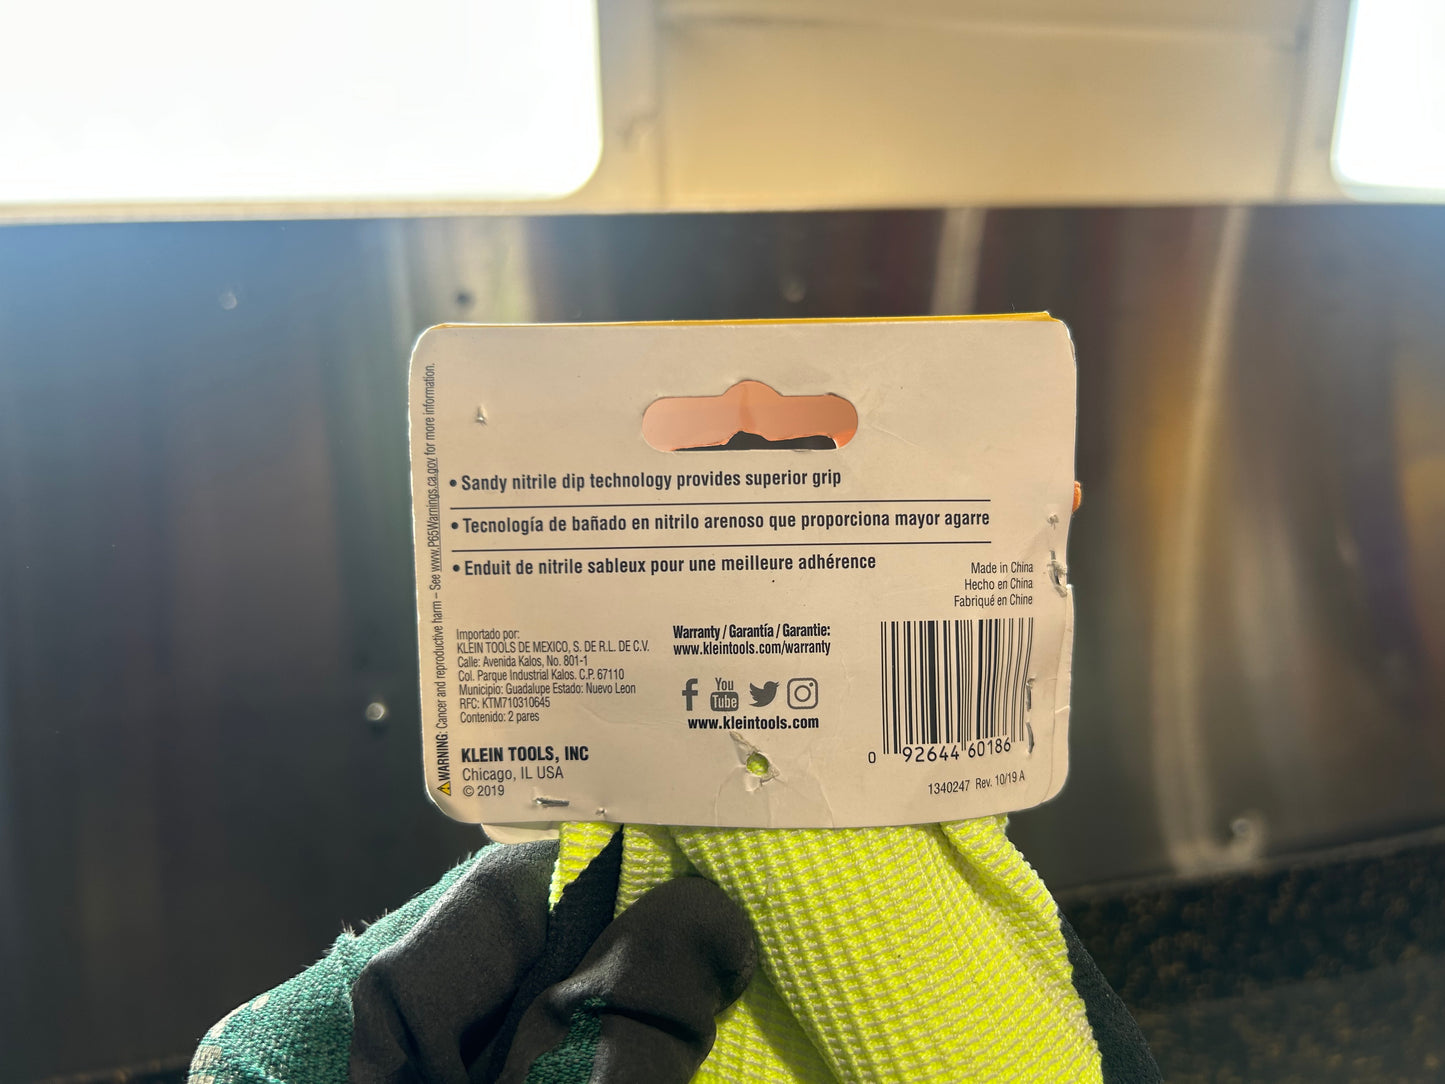 ⚠WARNING: Cancer and reproductive harm – See www.P65Warnings.ca.gov for more information.
• Sandy nitrile dip technology provides superior grip
• Tecnología de bañado en nitrilo arenoso que proporciona mayor agarre
• Enduit de nitrile sableux pour une meilleure adhérence
Made in China
Hecho en China
Fabriqué en Chine
Importado por:
KLEIN TOOLS DE MEXICO, S. DE R.L. DE C.V.
Calle: Avenida Kalos, No. 801-1
Col. Parque Industrial Kalos. C.P. 67110
Municipio: Guadalupe Estado: Nuevo Leon
RFC: KTM710310645
Contenido: 2 pares
KLEIN TOOLS, INC
Chicago, IL USA
© 2019
Warranty / Garantía / Garantie:
www.kleintools.com/warranty
f You Tube
www.kleintools.com
0 92644 60186
1340247 Rev. 10/19 A